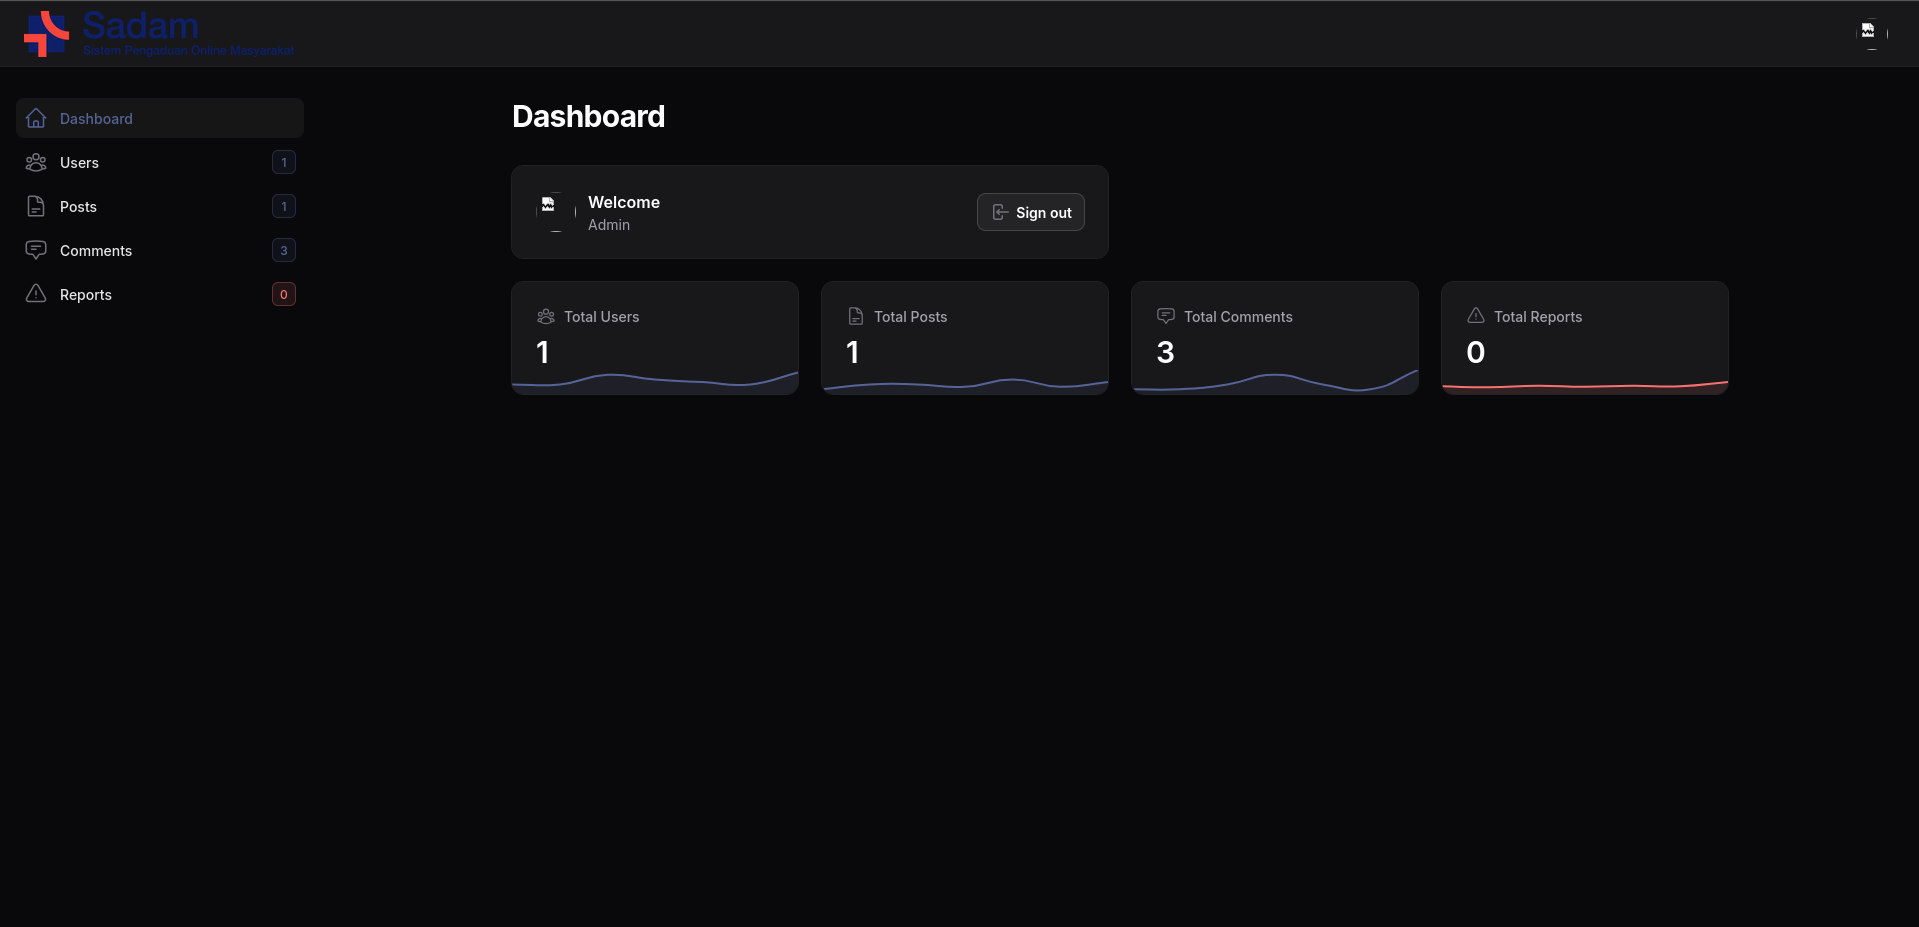 Sadam
Sistem Pengaduan Online Masyarakat
Dashboard
Users 1
Posts 1
Comments 3
Reports 0
Dashboard
Welcome
Admin
Sign out
Total Users
1
Total Posts
1
Total Comments
3
Total Reports
0